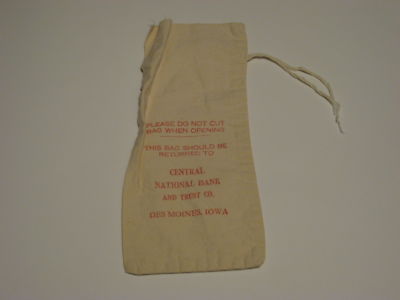 PLEASE DO NOT CUT
BAG WHEN OPENING
THIS BAG SHOULD BE
RETURNED TO
CENTRAL
NATIONAL BANK
AND TRUST CO.
DES MOINES, IOWA